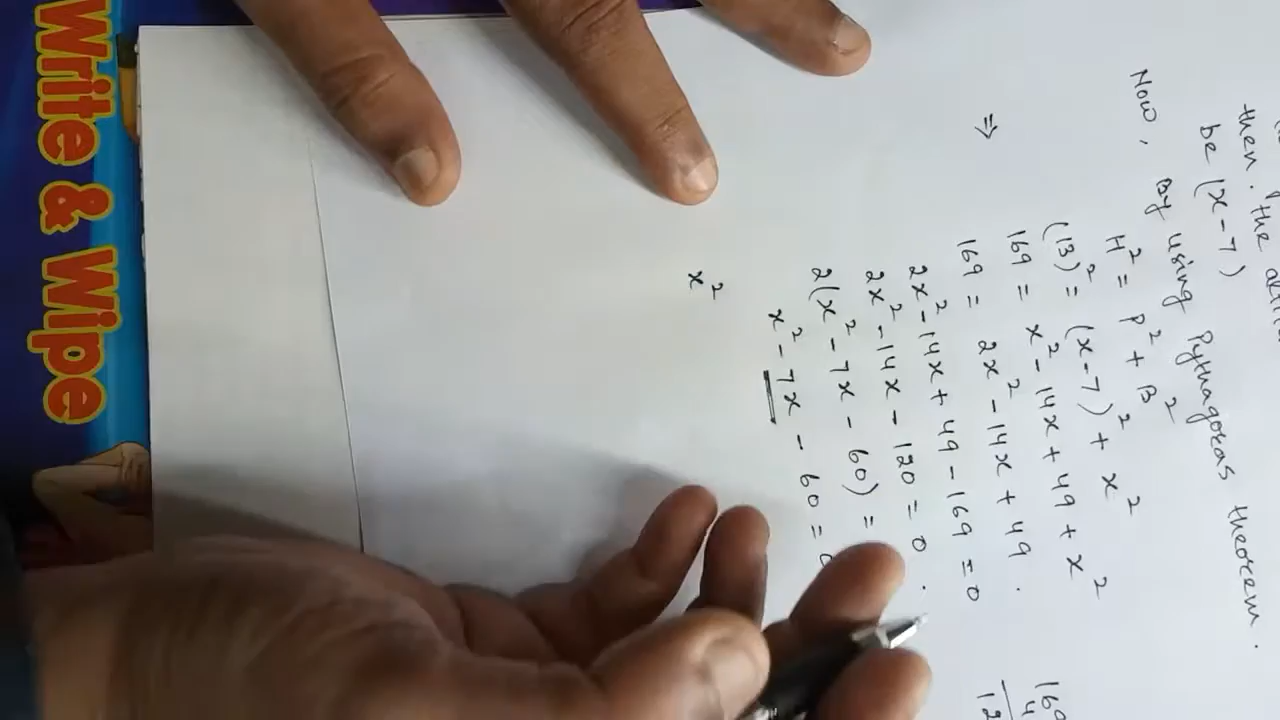 then. the
be (x-7)
Now, By using Pythagoras theorem.
H² = P² + B²
(13)² = (x-7)² + x²
⇒ 169 = x² - 14x + 49 + x²
169 = 2x² - 14x + 49.
2x² - 14x + 49 - 169 = 0
2x² - 14x - 120 = 0.
2(x² - 7x - 60) =
x² - 7x - 60 =
x²
Write & Wipe